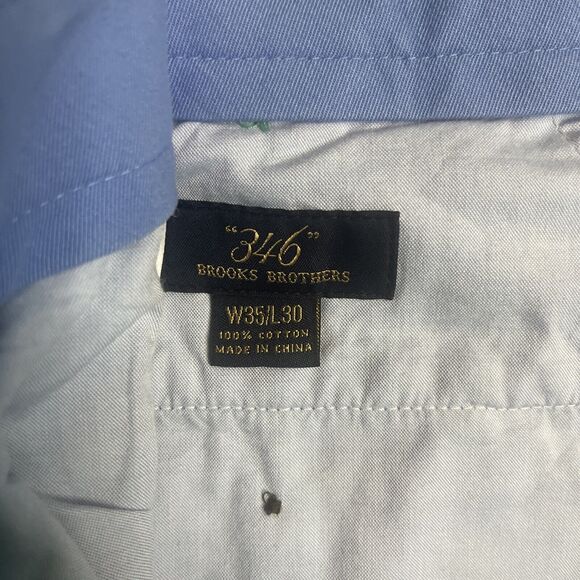 "346"
BROOKS BROTHERS
W35/L30
100% COTTON
MADE IN CHINA